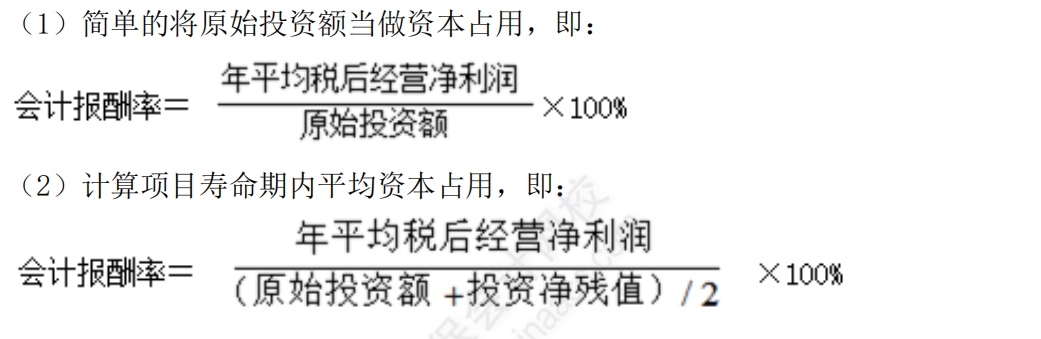 （1）简单的将原始投资额当做资本占用，即：
年平均税后经营净利润
会计报酬率＝ ×100%
原始投资额
（2）计算项目寿命期内平均资本占用，即：
年平均税后经营净利润
会计报酬率＝ ×100%
（原始投资额+投资净残值）/2